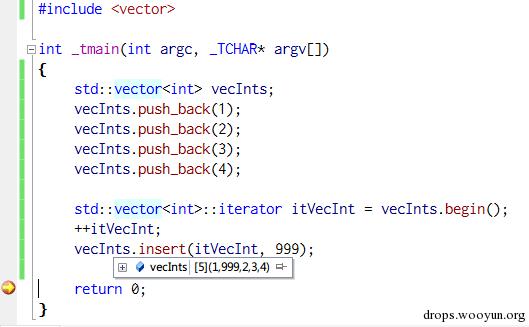 #include <vector>
int _tmain(int argc, _TCHAR* argv[])
{
std::vector<int> vecInts;
vecInts.push_back(1);
vecInts.push_back(2);
vecInts.push_back(3);
vecInts.push_back(4);
std::vector<int>::iterator itVecInt = vecInts.begin();
++itVecInt;
vecInts.insert(itVecInt, 999);
vecInts [5](1,999,2,3,4)
return 0;
}
drops.wooyun.org